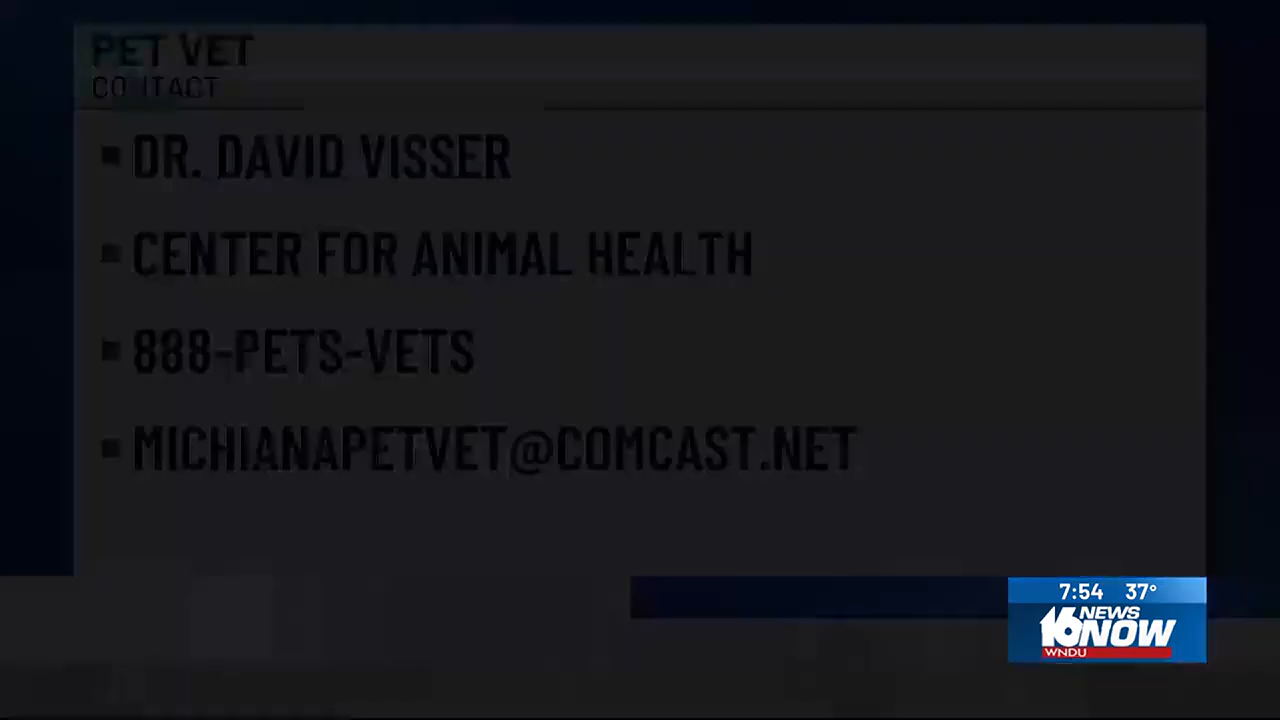 PET VET
CONTACT
DR. DAVID VISSER
CENTER FOR ANIMAL HEALTH
888-PETS-VETS
MICHIANAPETVET@COMCAST.NET
7:54 37°
16 NEWS NOW
WNDU